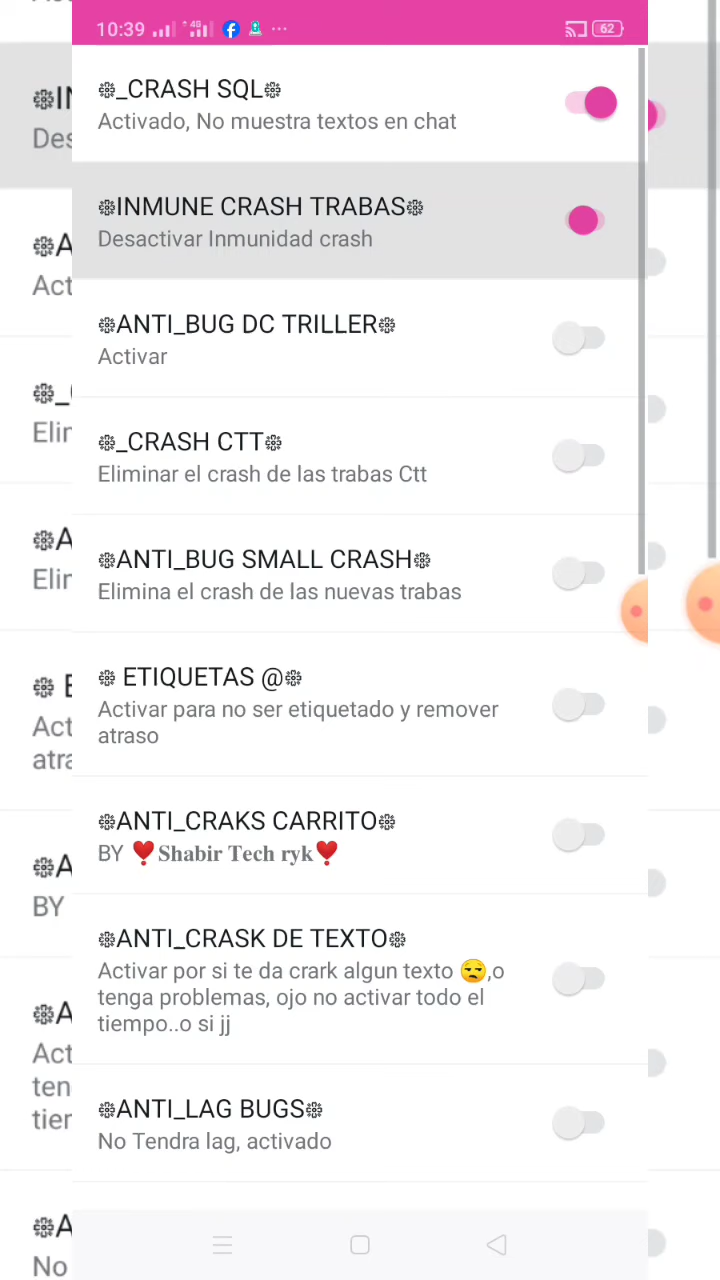 10:39 4G 62
❉_CRASH SQL❉
Activado, No muestra textos en chat
❉INMUNE CRASH TRABAS❉
Desactivar Inmunidad crash
❉ANTI_BUG DC TRILLER❉
Activar
❉_CRASH CTT❉
Eliminar el crash de las trabas Ctt
❉ANTI_BUG SMALL CRASH❉
Elimina el crash de las nuevas trabas
❉ ETIQUETAS @❉
Activar para no ser etiquetado y remover
atraso
❉ANTI_CRAKS CARRITO❉
BY ❣️Shabir Tech ryk❣️
❉ANTI_CRASK DE TEXTO❉
Activar por si te da crark algun texto 😒,o
tenga problemas, ojo no activar todo el
tiempo..o si jj
❉ANTI_LAG BUGS❉
No Tendra lag, activado